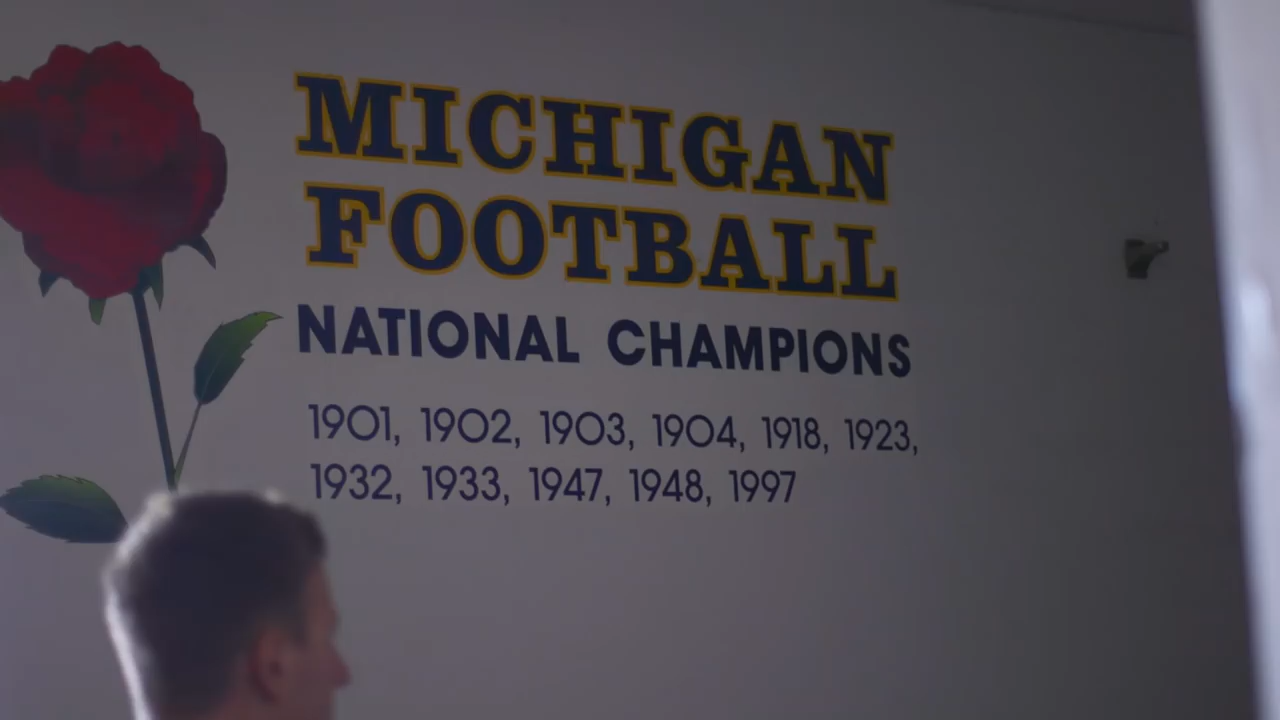 MICHIGAN
FOOTBALL
NATIONAL CHAMPIONS
1901, 1902, 1903, 1904, 1918, 1923,
1932, 1933, 1947, 1948, 1997